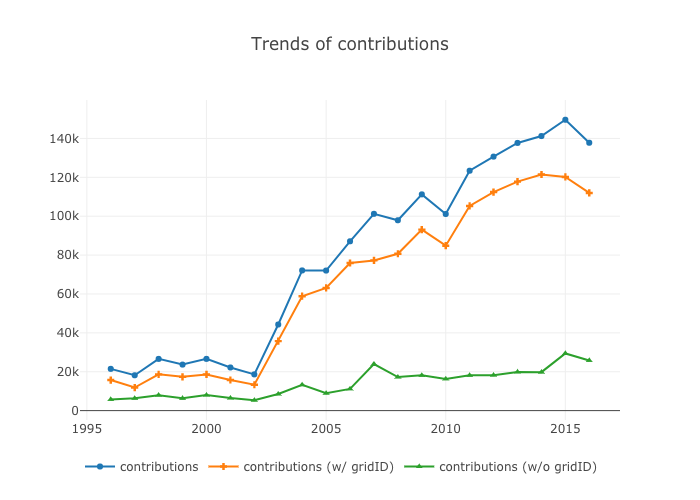 Trends of contributions
140k
120k
100k
80k
60k
40k
20k
0
1995 2000 2005 2010 2015
contributions contributions (w/ gridID) contributions (w/o gridID)